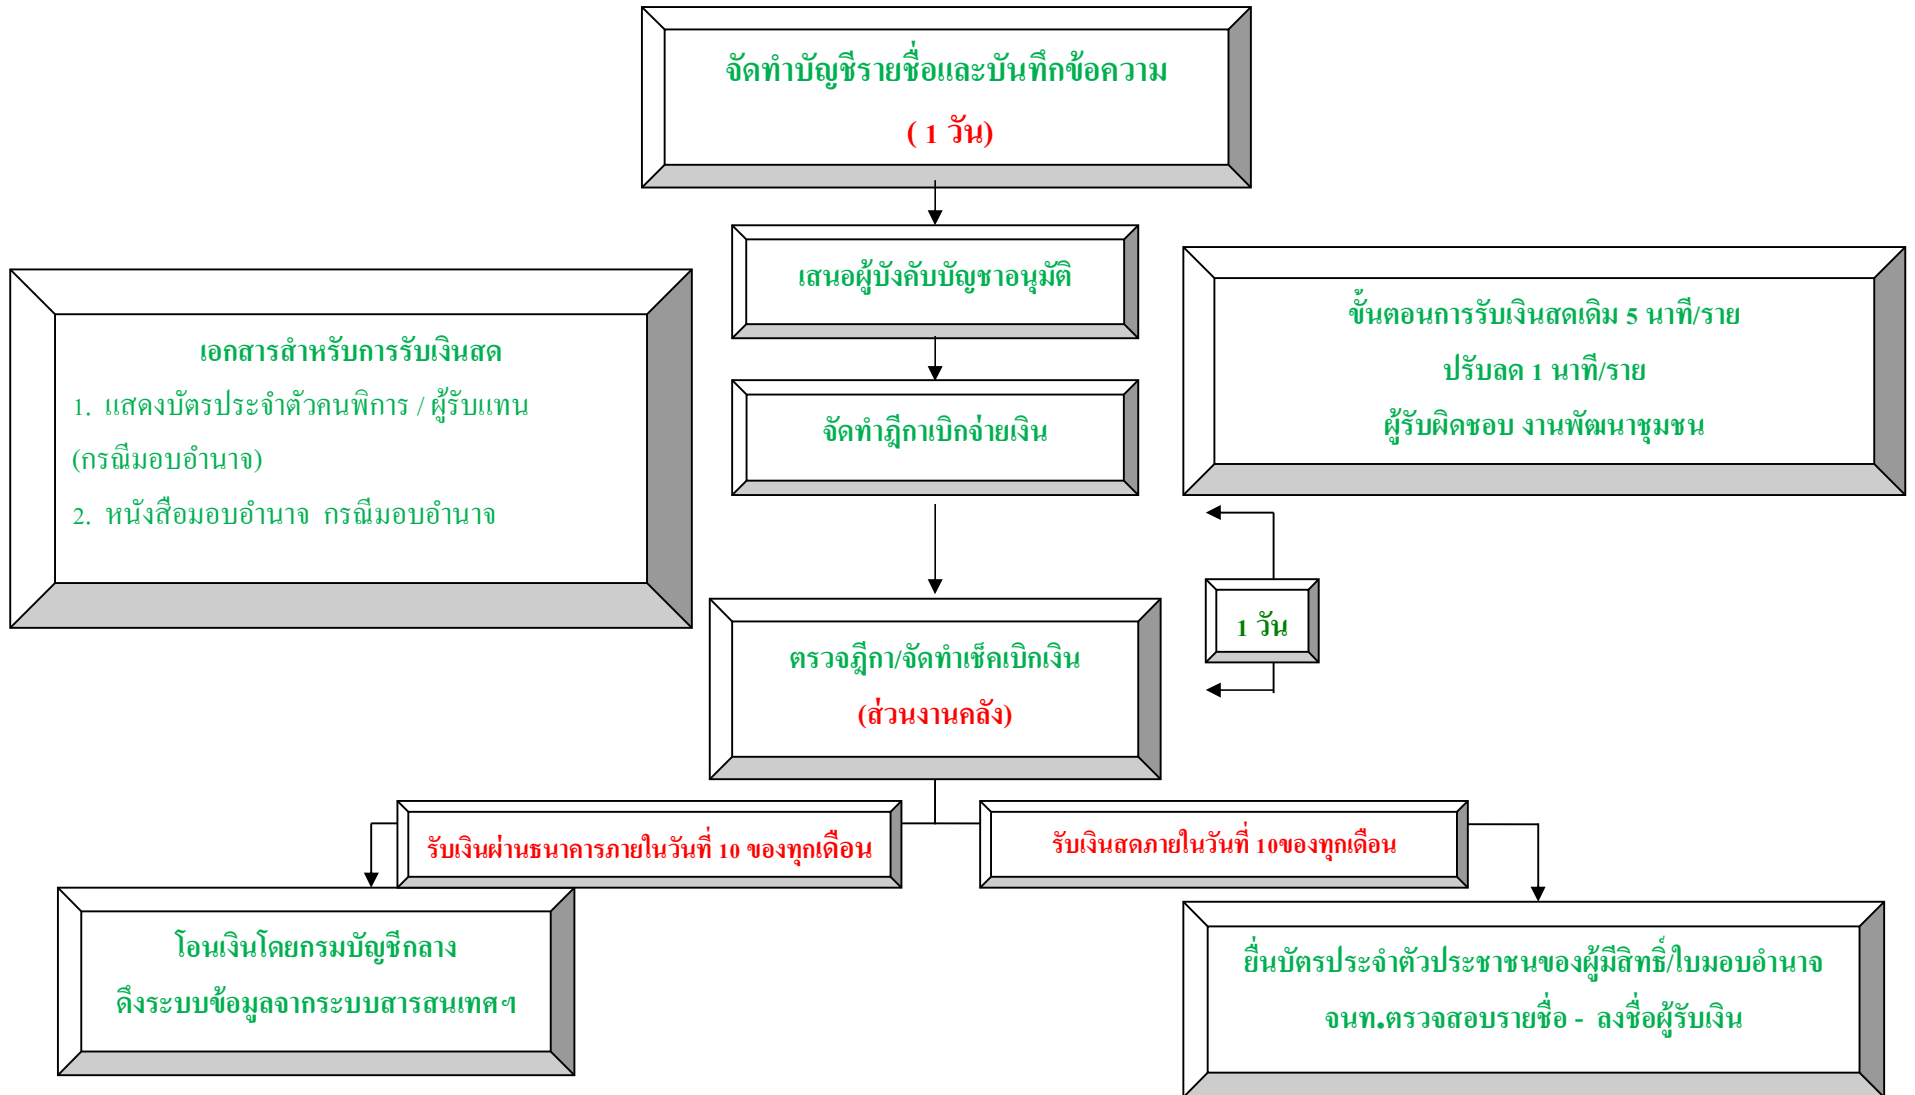 จัดทำบัญชีรายชื่อและบันทึกข้อความ
( 1 วัน)
เสนอผู้บังคับบัญชาอนุมัติ
จัดทำฎีกาเบิกจ่ายเงิน
เอกสารสำหรับการรับเงินสด
1. แสดงบัตรประจำตัวคนพิการ / ผู้รับแทน
(กรณีมอบอำนาจ)
2. หนังสือมอบอำนาจ กรณีมอบอำนาจ
ขั้นตอนการรับเงินสดเดิม 5 นาที/ราย
ปรับลด 1 นาที/ราย
ผู้รับผิดชอบ งานพัฒนาชุมชน
1 วัน
ตรวจฎีกา/จัดทำเช็คเบิกเงิน
(ส่วนงานคลัง)
รับเงินผ่านธนาคารภายในวันที่ 10 ของทุกเดือน
รับเงินสดภายในวันที่ 10ของทุกเดือน
โอนเงินโดยกรมบัญชีกลาง
ดึงระบบข้อมูลจากระบบสารสนเทศฯ
ยื่นบัตรประจำตัวประชาชนของผู้มีสิทธิ์/ใบมอบอำนาจ
จนท.ตรวจสอบรายชื่อ - ลงชื่อผู้รับเงิน